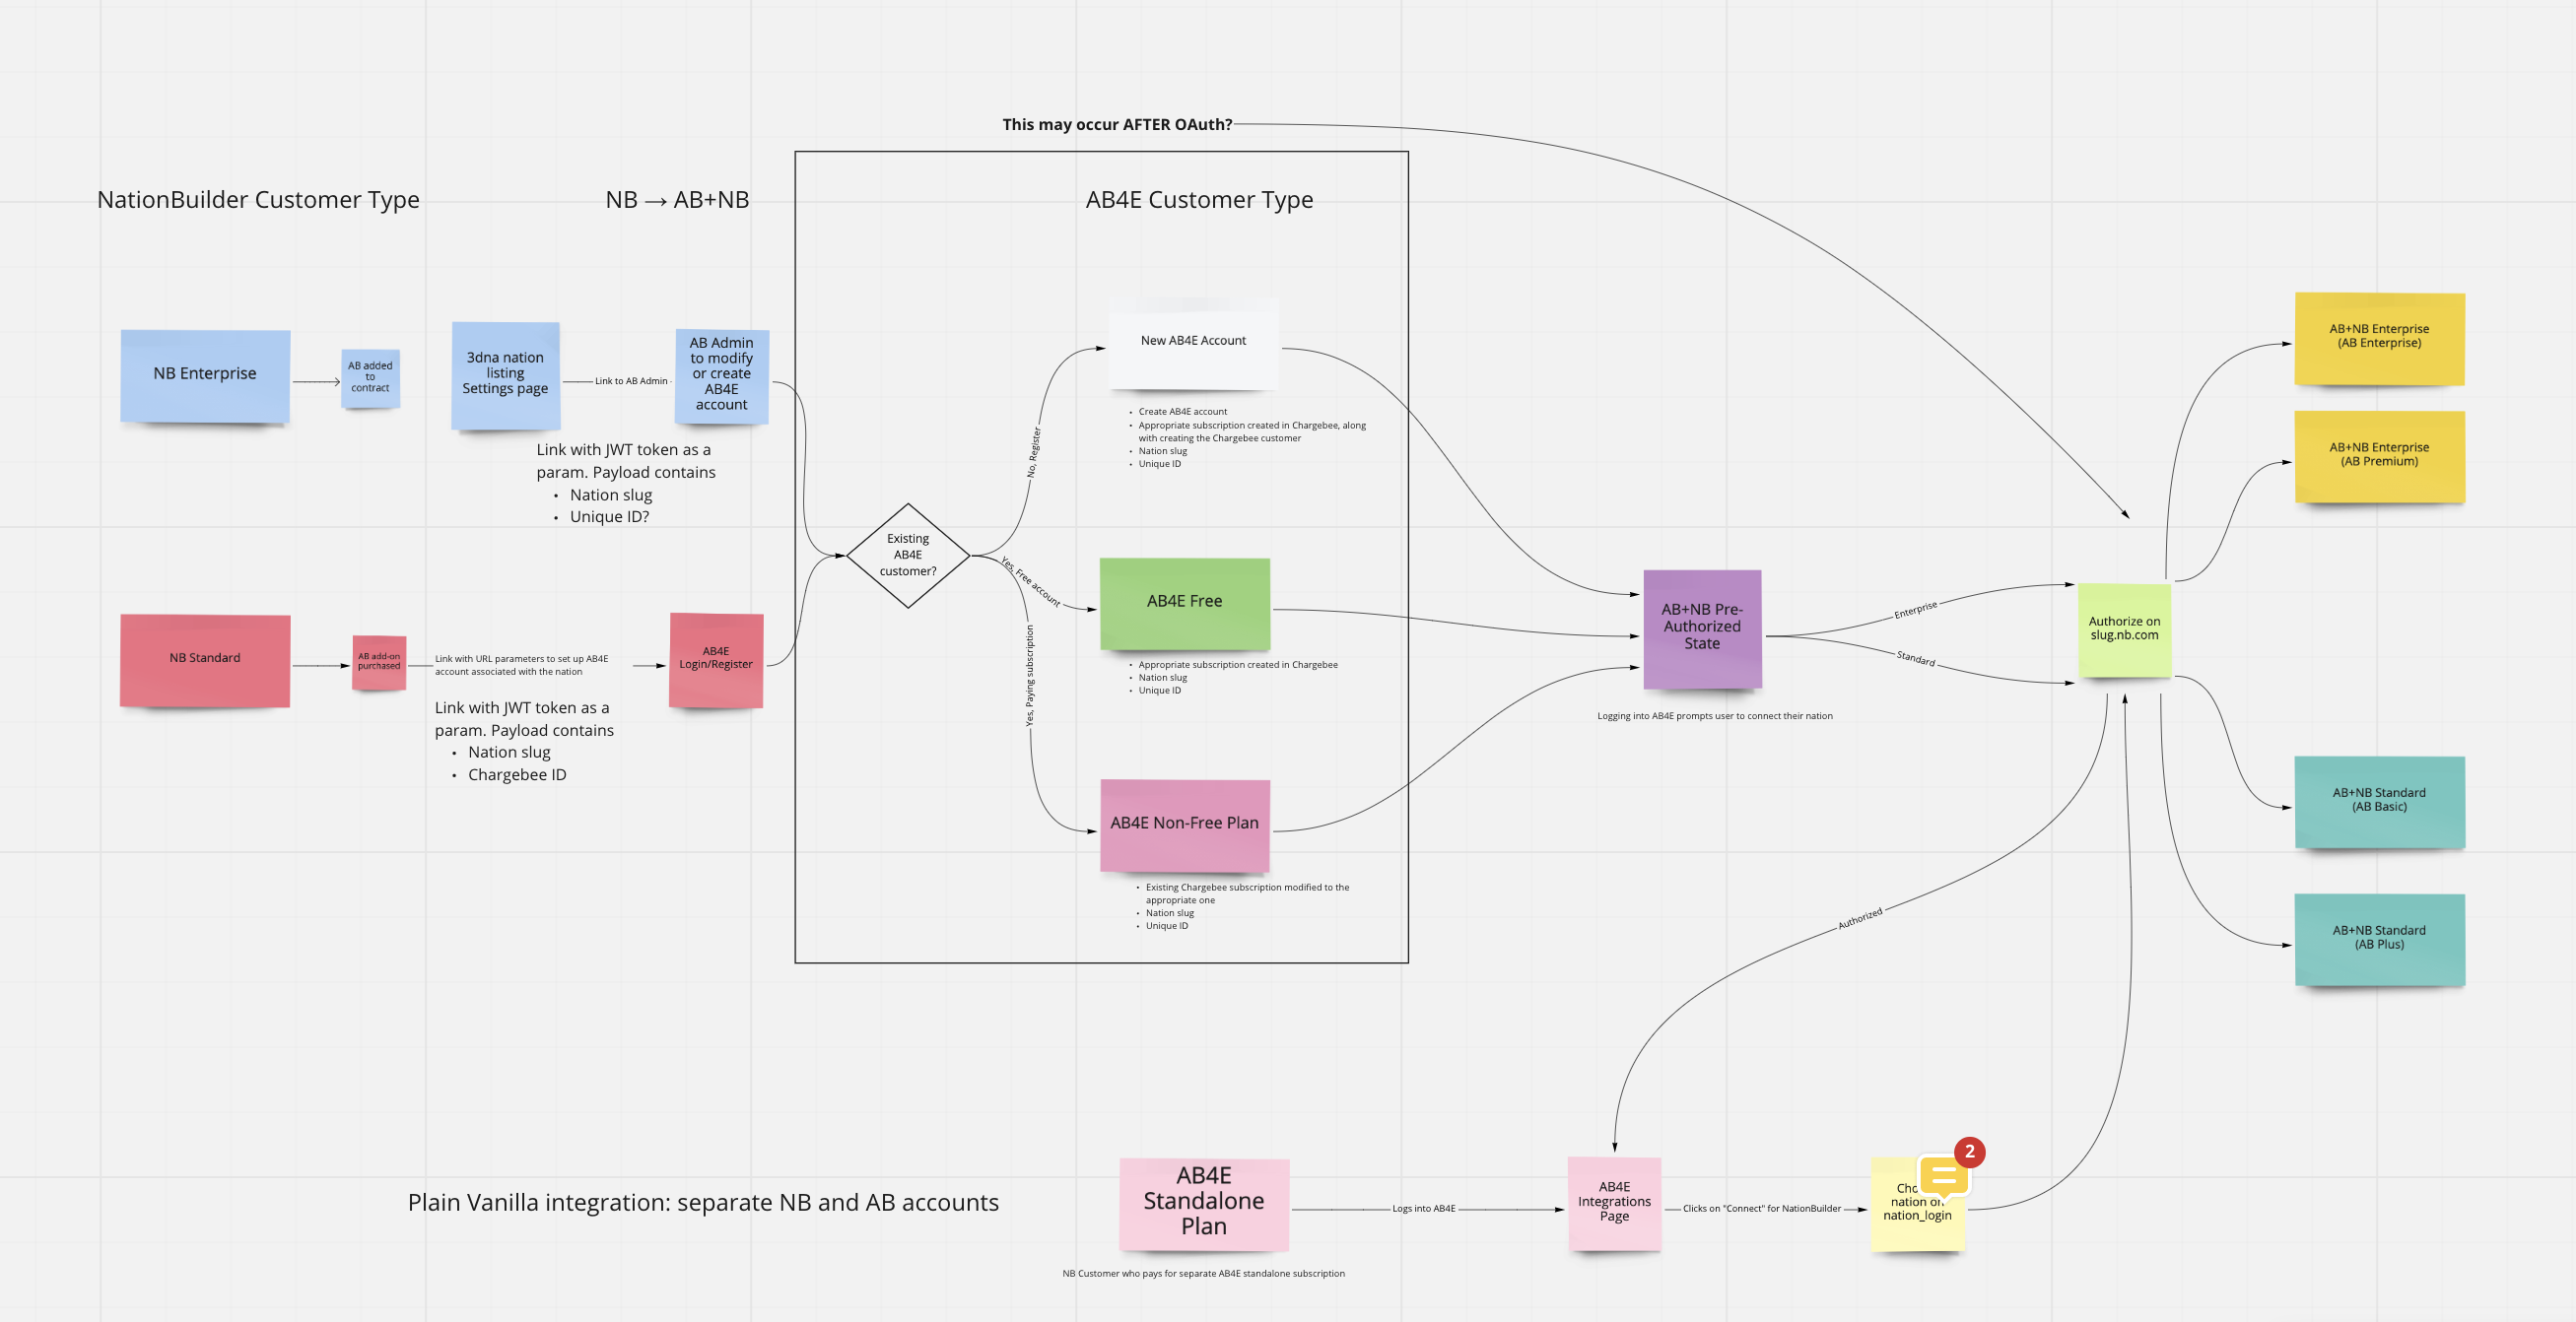 This may occur AFTER OAuth?
NationBuilder Customer Type
NB → AB+NB
AB4E Customer Type
NB Enterprise
AB added
to
contract
3dna nation
listing
Settings page
Link to AB Admin
AB Admin
to modify
or create
AB4E
account
Link with JWT token as a
param. Payload contains
• Nation slug
• Unique ID?
NB Standard
AB add-on
purchased
Link with URL parameters to set up AB4E
account associated with the nation
AB4E
Login/Register
Link with JWT token as a
param. Payload contains
• Nation slug
• Chargebee ID
Existing
AB4E
customer?
No, Register
Yes, Free account
Yes, Paying subscription
New AB4E Account
• Create AB4E account
• Appropriate subscription created in Chargebee, along
with creating the Chargebee customer
• Nation slug
• Unique ID
AB4E Free
• Appropriate subscription created in Chargebee
• Nation slug
• Unique ID
AB4E Non-Free Plan
• Existing Chargebee subscription modified to the
appropriate one
• Nation slug
• Unique ID
AB+NB Pre-
Authorized
State
Logging into AB4E prompts user to connect their nation
Enterprise
Standard
Authorize on
slug.nb.com
AB+NB Enterprise
(AB Enterprise)
AB+NB Enterprise
(AB Premium)
AB+NB Standard
(AB Basic)
AB+NB Standard
(AB Plus)
Authorized
Plain Vanilla integration: separate NB and AB accounts
AB4E
Standalone
Plan
NB Customer who pays for separate AB4E standalone subscription
Logs into AB4E
AB4E
Integrations
Page
Clicks on "Connect" for NationBuilder
2
nation on
nation_login